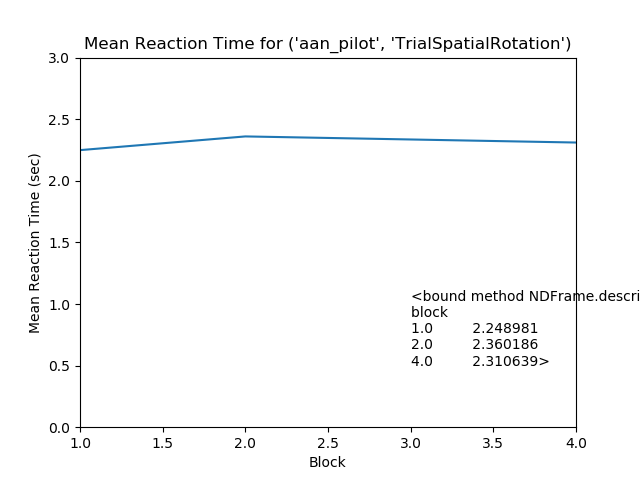 Mean Reaction Time for ('aan_pilot', 'TrialSpatialRotation')
3.0
2.5
2.0
1.5
1.0
0.5
0.0
Mean Reaction Time (sec)
<bound method NDFrame.descri
block
1.0 2.248981
2.0 2.360186
4.0 2.310639>
1.0 1.5 2.0 2.5 3.0 3.5 4.0
Block